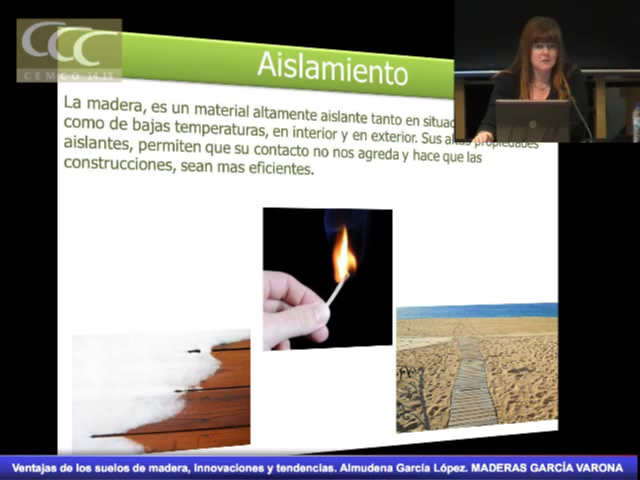 CCC
CEMCO 14.15
Aislamiento
La madera, es un material altamente aislante tanto en
como de bajas temperaturas, en interior y en exterior. Sus altas propiedades
aislantes, permiten que su contacto no nos agreda y hace que las
construcciones, sean mas eficientes.
Ventajas de los suelos de madera, innovaciones y tendencias. Almudena García López. MADERAS GARCÍA VARONA